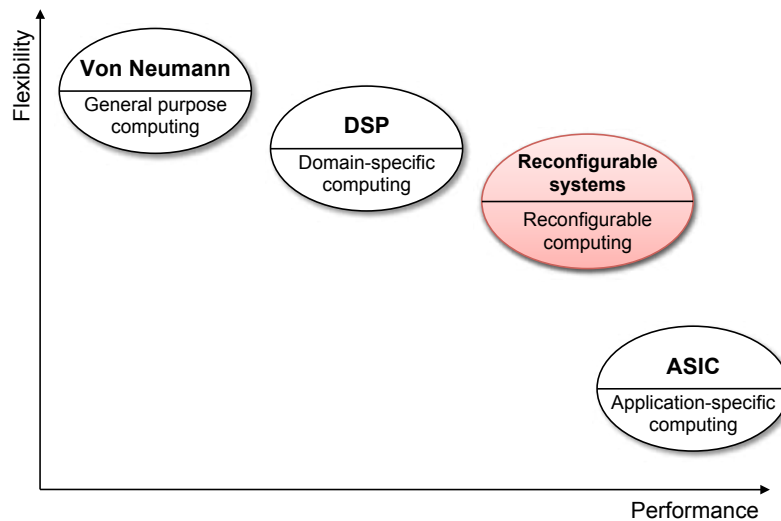 Flexibility
Von Neumann
General purpose
computing
DSP
Domain-specific
computing
Reconfigurable
systems
Reconfigurable
computing
ASIC
Application-specific
computing
Performance